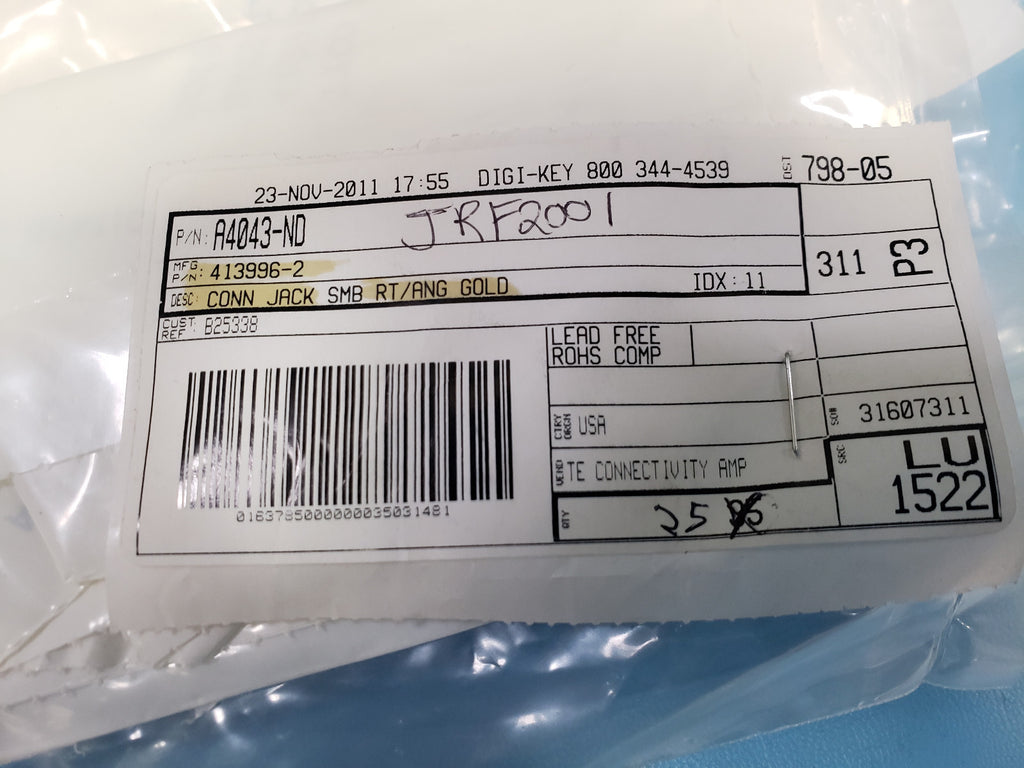 23-NOV-2011 17:55 DIGI-KEY 800 344-4539 DST 798-05
P/N: A4043-ND JRF2001
MFG P/N: 413996-2
311 P3
DESC: CONN JACK SMB RT/ANG GOLD IDX: 11
CUST REF: B25338
LEAD FREE
ROHS COMP
CTRY ORGN USA
SO# 31607311
VEND TE CONNECTIVITY AMP
SRC LU
1522
QTY 25
0163785000000035031481